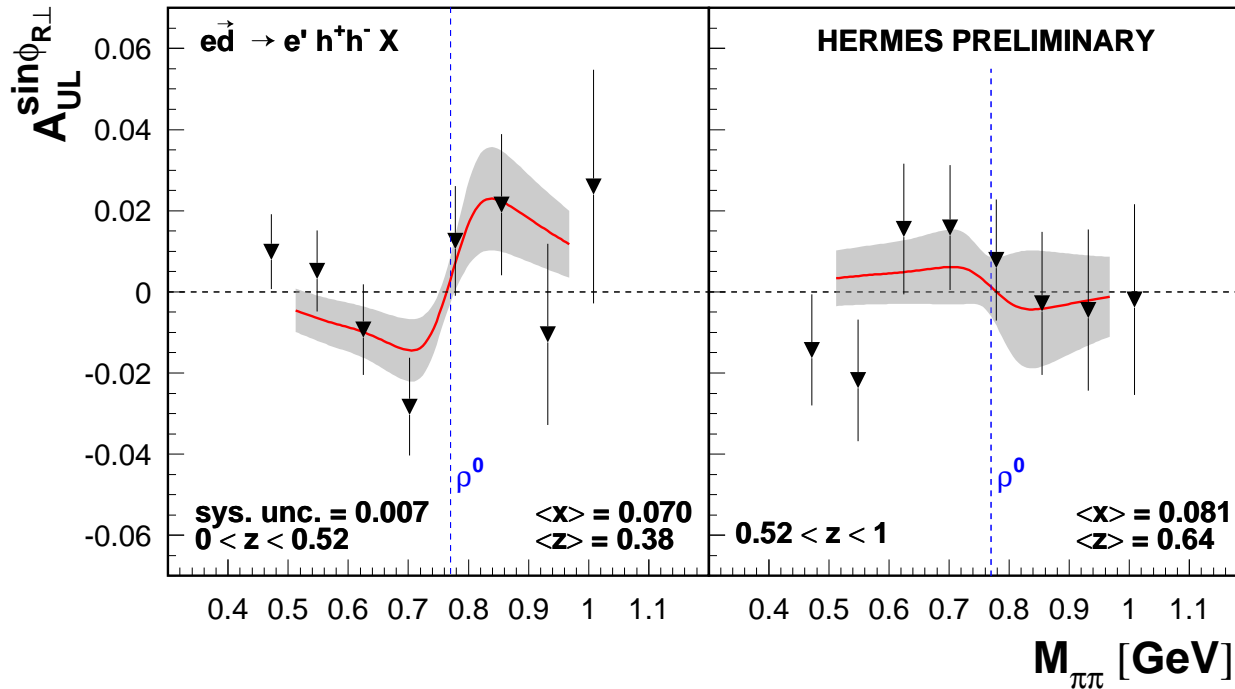 A_UL^sinϕ_R⊥
ed⃗ → e' h⁺h⁻ X
HERMES PRELIMINARY
0.06
0.04
0.02
0
-0.02
-0.04
-0.06
ρ⁰
ρ⁰
sys. unc. = 0.007
0 < z < 0.52
<x> = 0.070
<z> = 0.38
0.52 < z < 1
<x> = 0.081
<z> = 0.64
0.4 0.5 0.6 0.7 0.8 0.9 1 1.1
0.4 0.5 0.6 0.7 0.8 0.9 1 1.1
M_ππ [GeV]